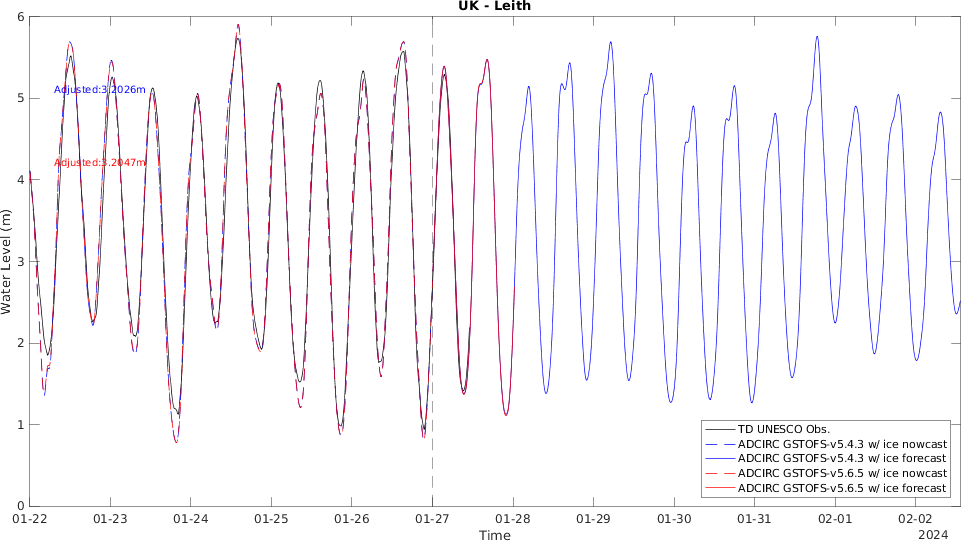 UK - Leith
6
5
4
3
2
1
0
Water Level (m)
Adjusted:3.2026m
Adjusted:3.2047m
TD UNESCO Obs.
ADCIRC GSTOFS-v5.4.3 w/ ice nowcast
ADCIRC GSTOFS-v5.4.3 w/ ice forecast
ADCIRC GSTOFS-v5.6.5 w/ ice nowcast
ADCIRC GSTOFS-v5.6.5 w/ ice forecast
01-22 01-23 01-24 01-25 01-26 01-27 01-28 01-29 01-30 01-31 02-01 02-02
Time
2024